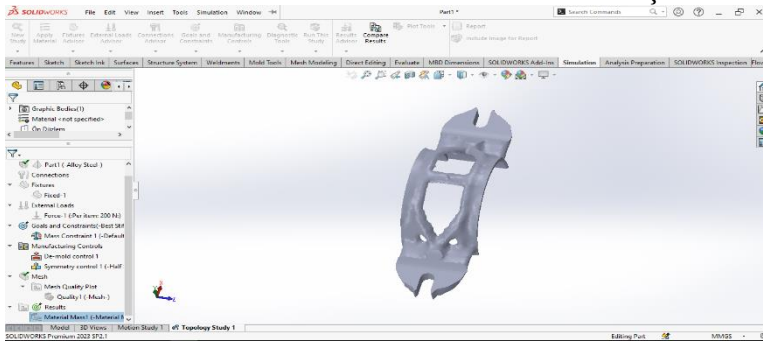 SOLIDWORKS File Edit View Insert Tools Simulation Window Part1 * Search Commands
New Study Apply Material Fixtures Advisor External Loads Advisor Connections Advisor Goals and Constraints Manufacturing Controls Diagnostic Tools Run This Study Results Advisor Compare Results Plot Tools Report
Include Image for Report
Features Sketch Sketch Ink Surfaces Structure System Weldments Mold Tools Mesh Modeling Direct Editing Evaluate MBD Dimensions SOLIDWORKS Add-Ins Simulation Analysis Preparation SOLIDWORKS Inspection Flow
Graphic Bodies(1)
Material <not specified>
Part1 ( Alloy Steel )
Connections
Fixtures
Fixed-1
External Loads
Force-1 (:Per item: 200 N:)
Goals and Constraints(-Best Stif
Mass Constraint 1 (-Default
Manufacturing Controls
De-mold control 1
Symmetry control 1 (-Half
Mesh
Mesh Quality Plot
Quality1 (-Mesh-)
Results
Material Mass1 (-Material M
Model 3D Views Motion Study 1 Topology Study 1
SOLIDWORKS Premium 2023 SP2.1 Editing Part MMGS